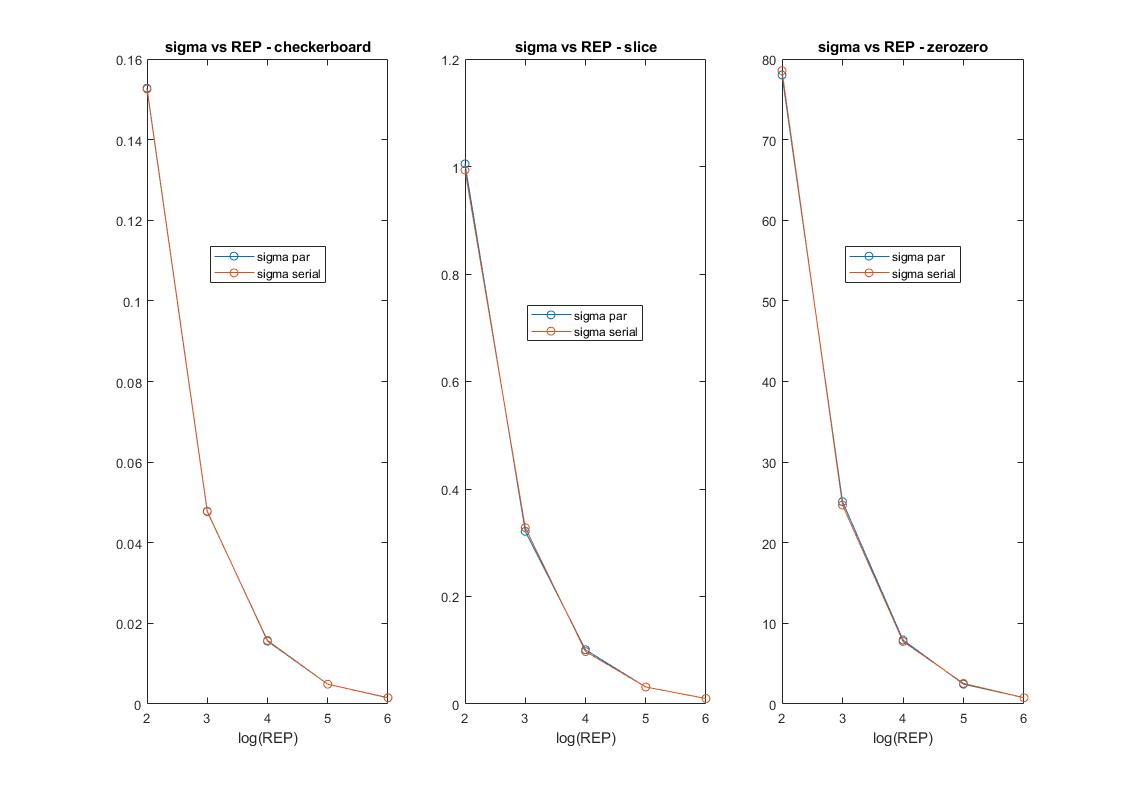 sigma vs REP - checkerboard
0.16
0.14
0.12
0.1
0.08
0.06
0.04
0.02
0
2 3 4 5 6
log(REP)
sigma par
sigma serial
sigma vs REP - slice
1.2
1
0.8
0.6
0.4
0.2
0
2 3 4 5 6
log(REP)
sigma par
sigma serial
sigma vs REP - zerozero
80
70
60
50
40
30
20
10
0
2 3 4 5 6
log(REP)
sigma par
sigma serial